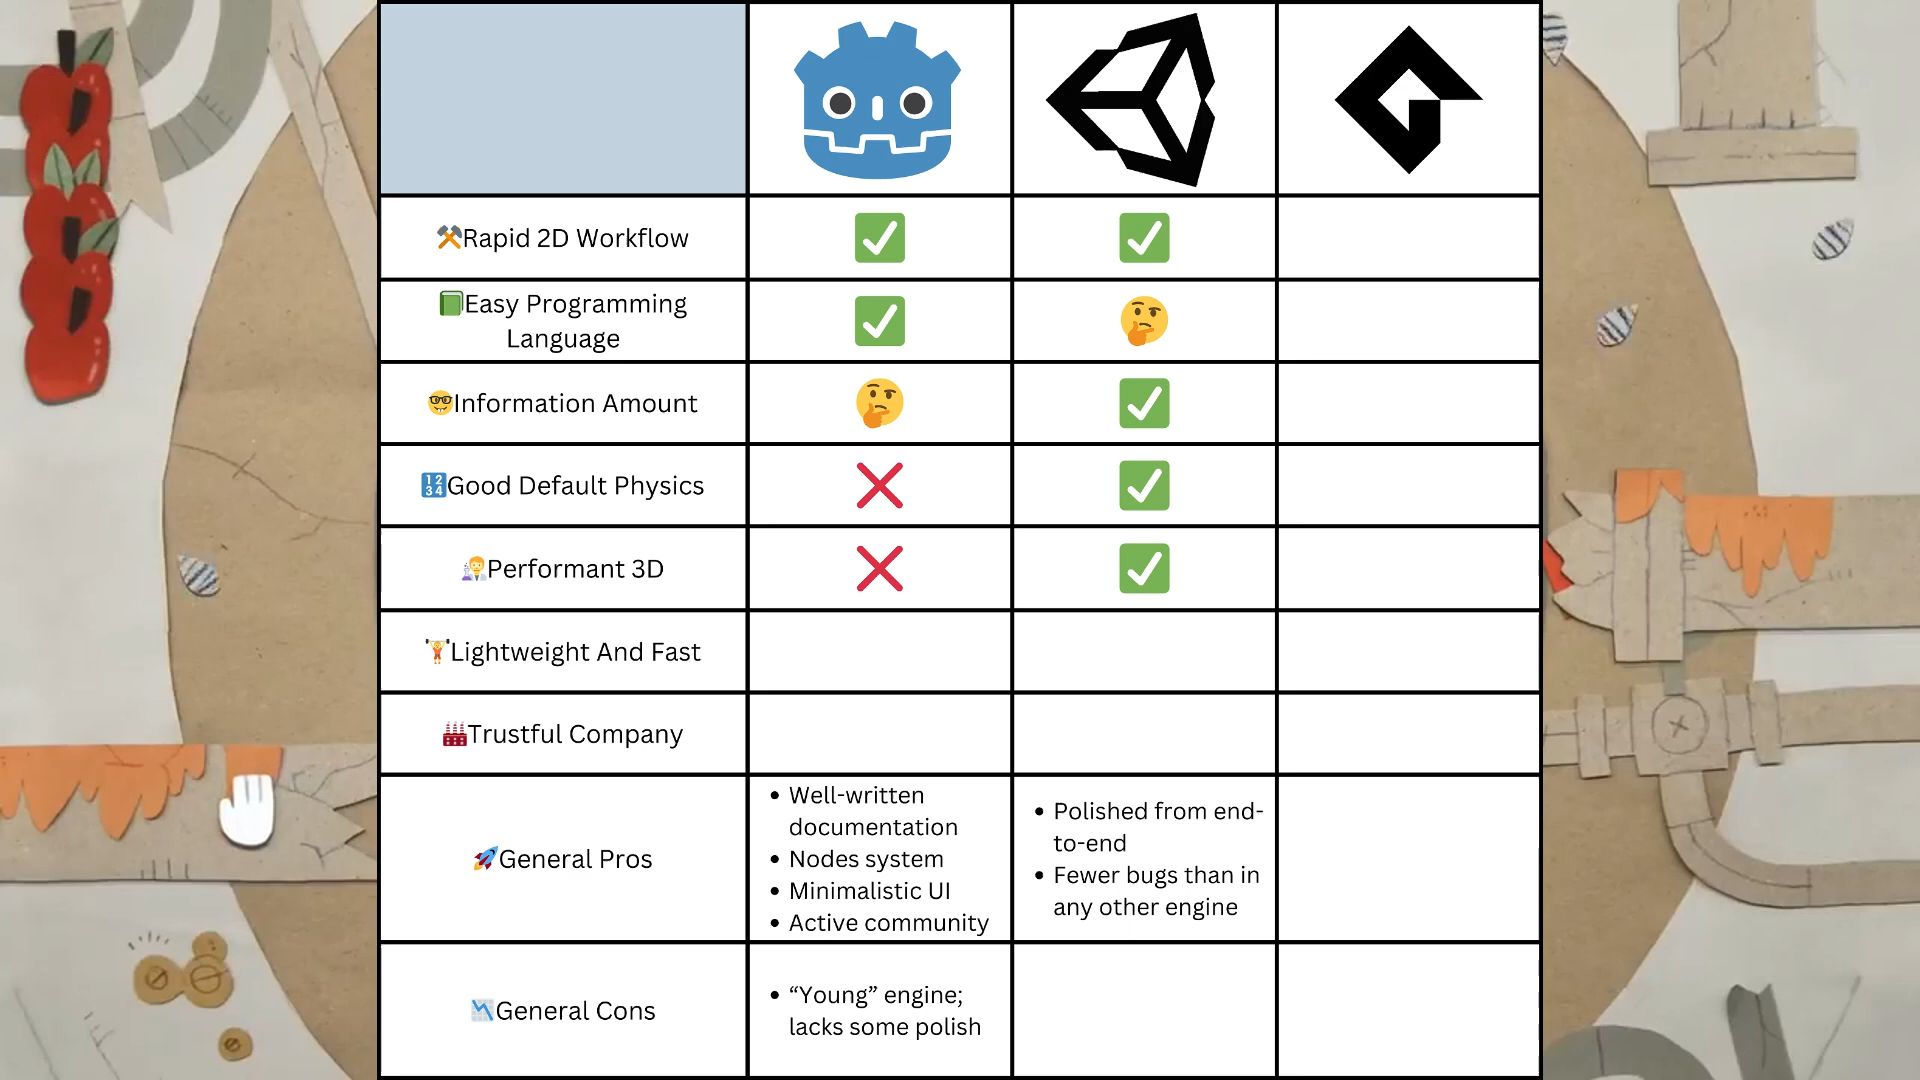 ⚒Rapid 2D Workflow
📗Easy Programming
Language
🤓Information Amount
🔢Good Default Physics
👨‍🔬Performant 3D
🏋Lightweight And Fast
🏭Trustful Company
🚀General Pros
• Well-written
documentation
• Nodes system
• Minimalistic UI
• Active community
• Polished from end-
to-end
• Fewer bugs than in
any other engine
📉General Cons
• “Young” engine;
lacks some polish